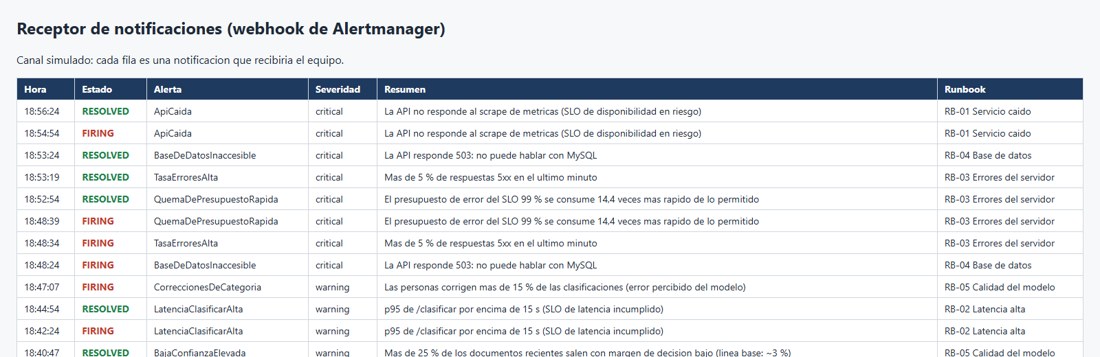 Receptor de notificaciones (webhook de Alertmanager)
Canal simulado: cada fila es una notificacion que recibiria el equipo.
Hora Estado Alerta Severidad Resumen Runbook
18:56:24 RESOLVED ApiCaida critical La API no responde al scrape de metricas (SLO de disponibilidad en riesgo) RB-01 Servicio caido
18:54:54 FIRING ApiCaida critical La API no responde al scrape de metricas (SLO de disponibilidad en riesgo) RB-01 Servicio caido
18:53:24 RESOLVED BaseDeDatosInaccesible critical La API responde 503: no puede hablar con MySQL RB-04 Base de datos
18:53:19 RESOLVED TasaErroresAlta critical Mas de 5 % de respuestas 5xx en el ultimo minuto RB-03 Errores del servidor
18:52:54 RESOLVED QuemaDePresupuestoRapida critical El presupuesto de error del SLO 99 % se consume 14.4 veces mas rapido de lo permitido RB-03 Errores del servidor
18:48:39 FIRING QuemaDePresupuestoRapida critical El presupuesto de error del SLO 99 % se consume 14.4 veces mas rapido de lo permitido RB-03 Errores del servidor
18:48:34 FIRING TasaErroresAlta critical Mas de 5 % de respuestas 5xx en el ultimo minuto RB-03 Errores del servidor
18:48:24 FIRING BaseDeDatosInaccesible critical La API responde 503: no puede hablar con MySQL RB-04 Base de datos
18:47:07 FIRING CorreccionesDeCategoria warning Las personas corrigen mas de 15 % de las clasificaciones (error percibido del modelo) RB-05 Calidad del modelo
18:44:54 RESOLVED LatenciaClasificarAlta warning p95 de /clasificar por encima de 15 s (SLO de latencia incumplido) RB-02 Latencia alta
18:42:24 FIRING LatenciaClasificarAlta warning p95 de /clasificar por encima de 15 s (SLO de latencia incumplido) RB-02 Latencia alta
18:40:47 RESOLVED BajaConfianzaElevada warning Mas de 25 % de los documentos recientes salen con margen de decision bajo (linea base: ~3 %) RB-05 Calidad del modelo